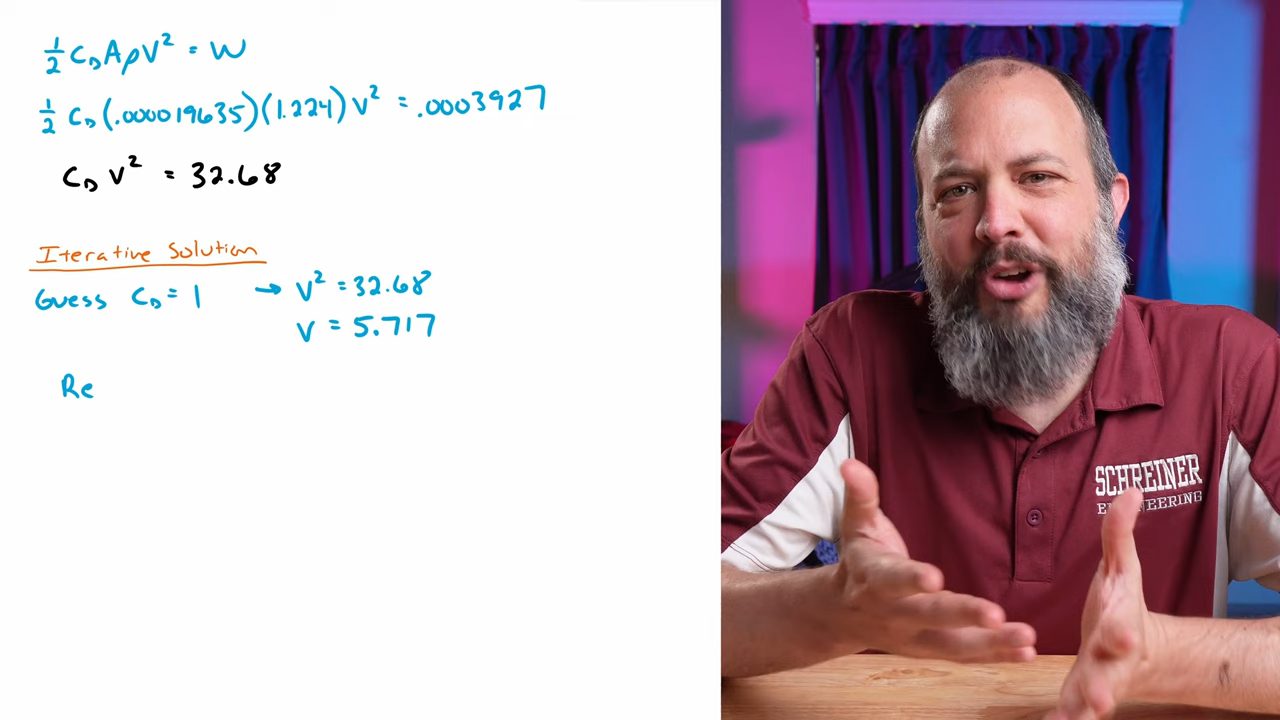 ½ C_D A ρ V² = W
½ C_D (.000019635)(1.224) V² = .0003927
C_D V² = 32.68
Iterative Solution
Guess C_D = 1 → V² = 32.68
V = 5.717
Re
SCHREINER
ENGINEERING